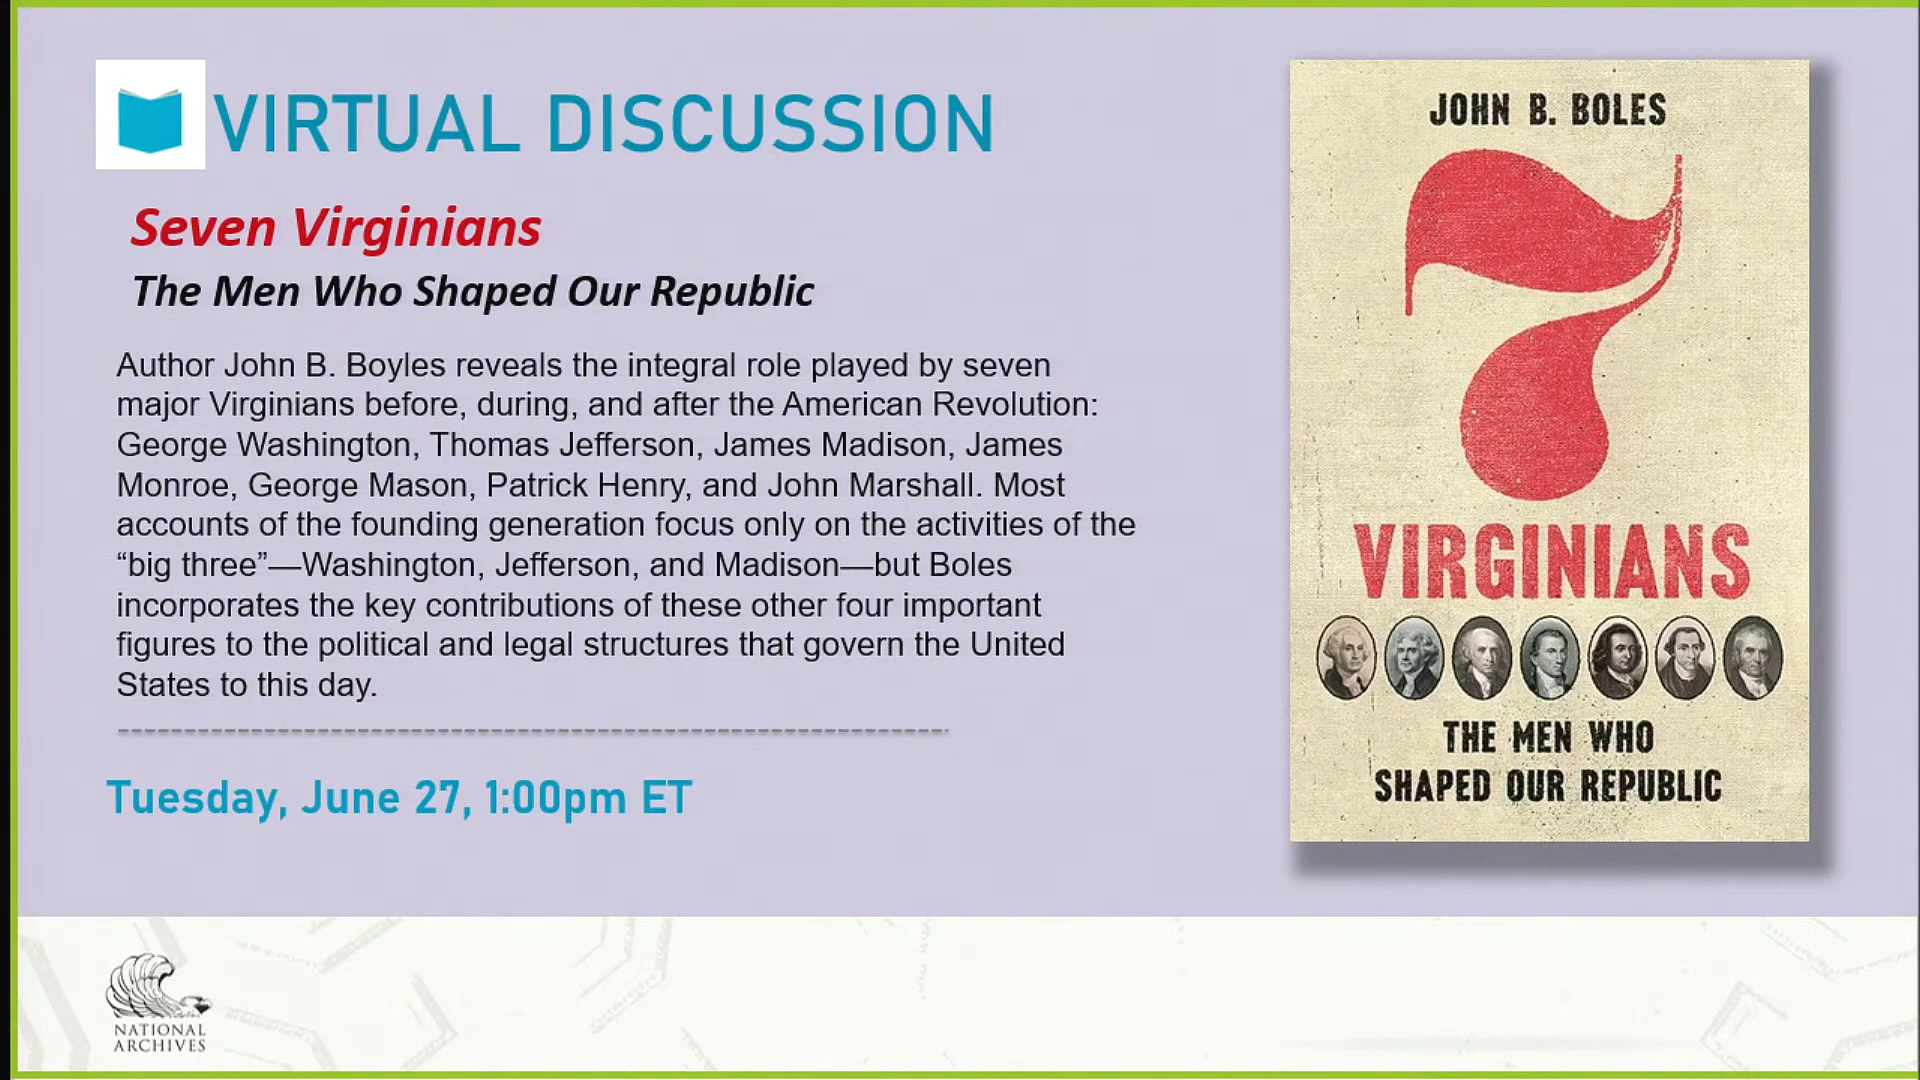 VIRTUAL DISCUSSION
Seven Virginians
The Men Who Shaped Our Republic
Author John B. Boyles reveals the integral role played by seven
major Virginians before, during, and after the American Revolution:
George Washington, Thomas Jefferson, James Madison, James
Monroe, George Mason, Patrick Henry, and John Marshall. Most
accounts of the founding generation focus only on the activities of the
“big three”—Washington, Jefferson, and Madison—but Boles
incorporates the key contributions of these other four important
figures to the political and legal structures that govern the United
States to this day.
Tuesday, June 27, 1:00pm ET
JOHN B. BOLES
7
VIRGINIANS
THE MEN WHO
SHAPED OUR REPUBLIC
NATIONAL
ARCHIVES